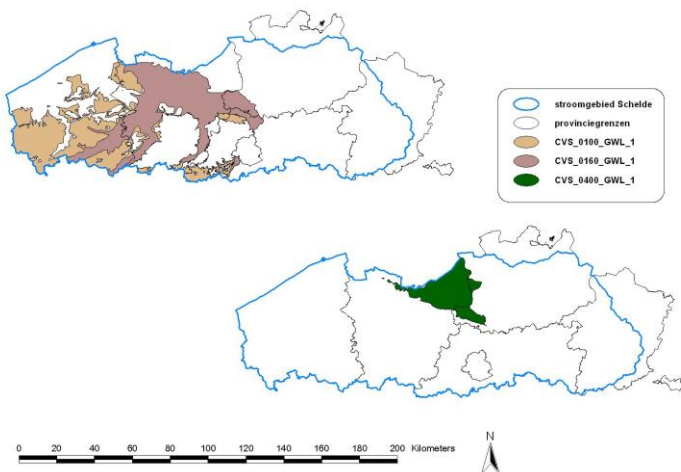 stroomgebied Schelde
provinciegrenzen
CVS_0100_GWL_1
CVS_0160_GWL_1
CVS_0400_GWL_1
0 20 40 60 80 100 120 140 160 180 200 Kilometers
N